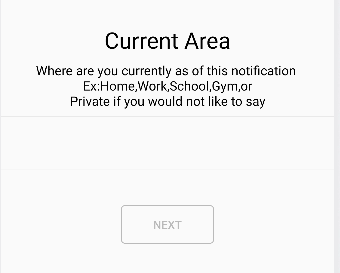 Current Area
Where are you currently as of this notification
Ex:Home,Work,School,Gym,or
Private if you would not like to say
NEXT